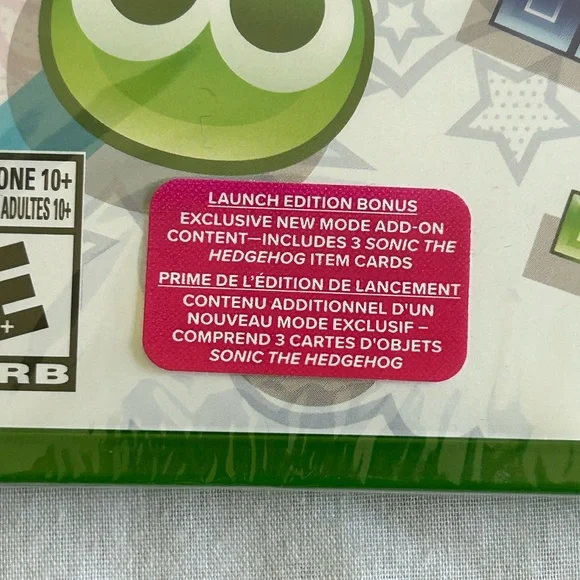 ONE 10+
ADULTES 10+
E
+
RB
LAUNCH EDITION BONUS
EXCLUSIVE NEW MODE ADD-ON
CONTENT—INCLUDES 3 SONIC THE
HEDGEHOG ITEM CARDS
PRIME DE L'ÉDITION DE LANCEMENT
CONTENU ADDITIONNEL D'UN
NOUVEAU MODE EXCLUSIF –
COMPREND 3 CARTES D'OBJETS
SONIC THE HEDGEHOG